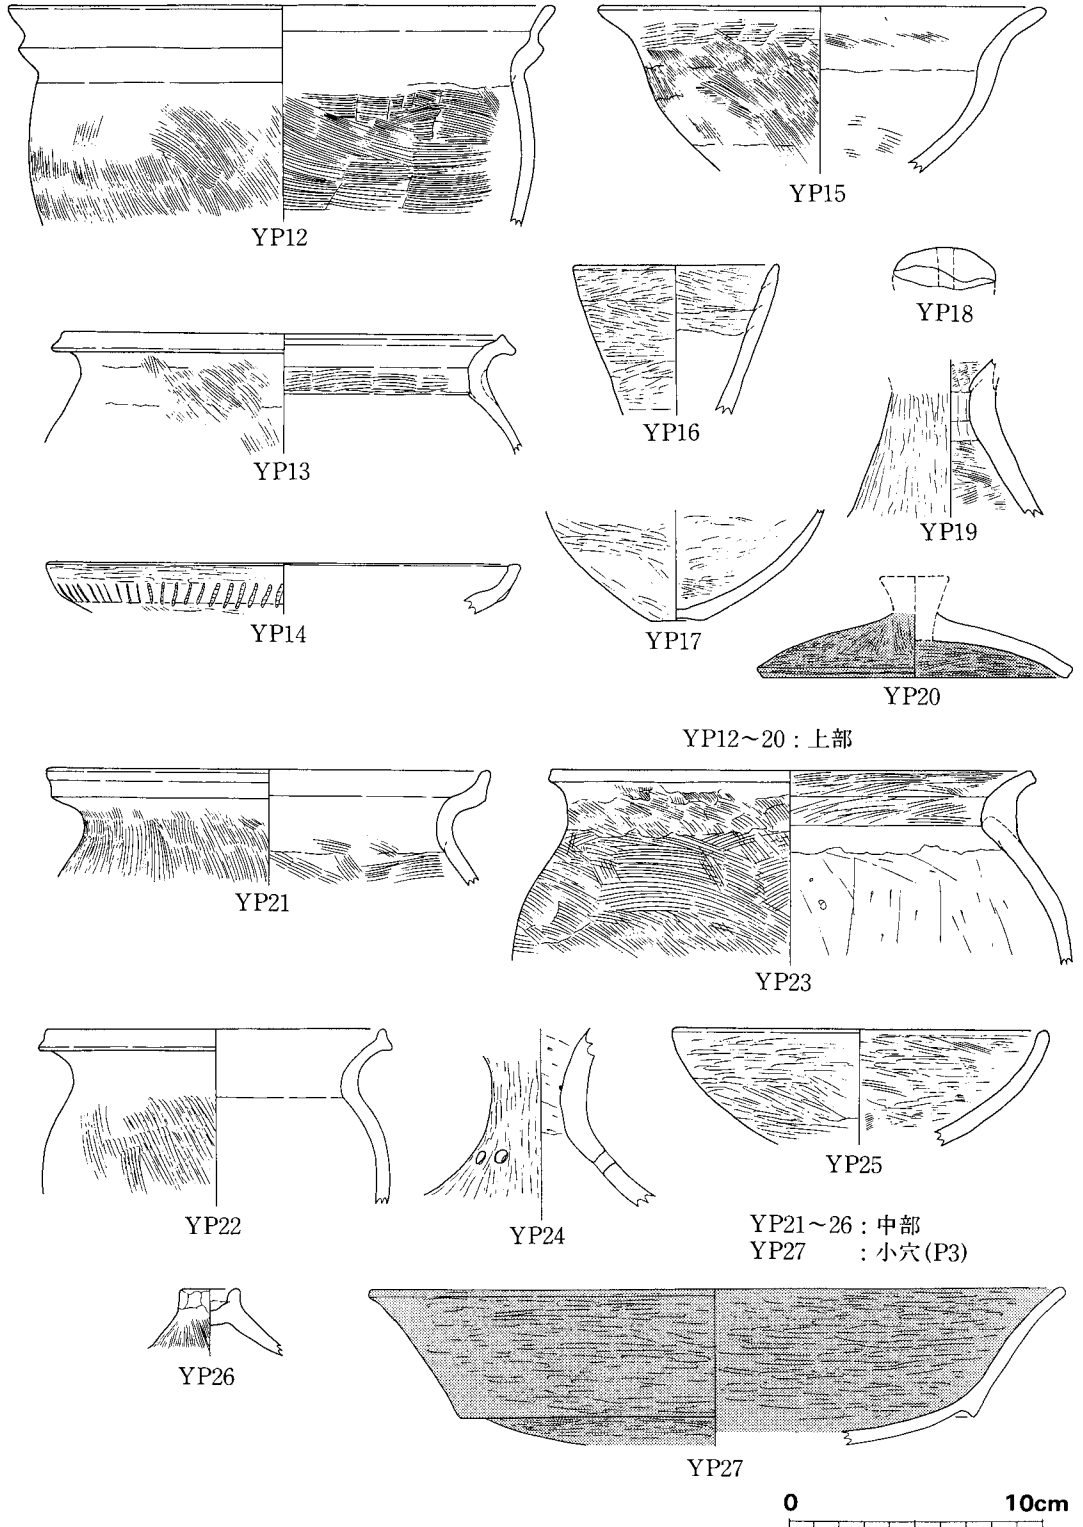 YP12
YP15
YP18
YP16
YP13
YP19
YP14
YP17
YP20
YP12～20：上部
YP21
YP23
YP22
YP24
YP25
YP21～26：中部
YP27　　：小穴(P3)
YP26
YP27
0 10cm